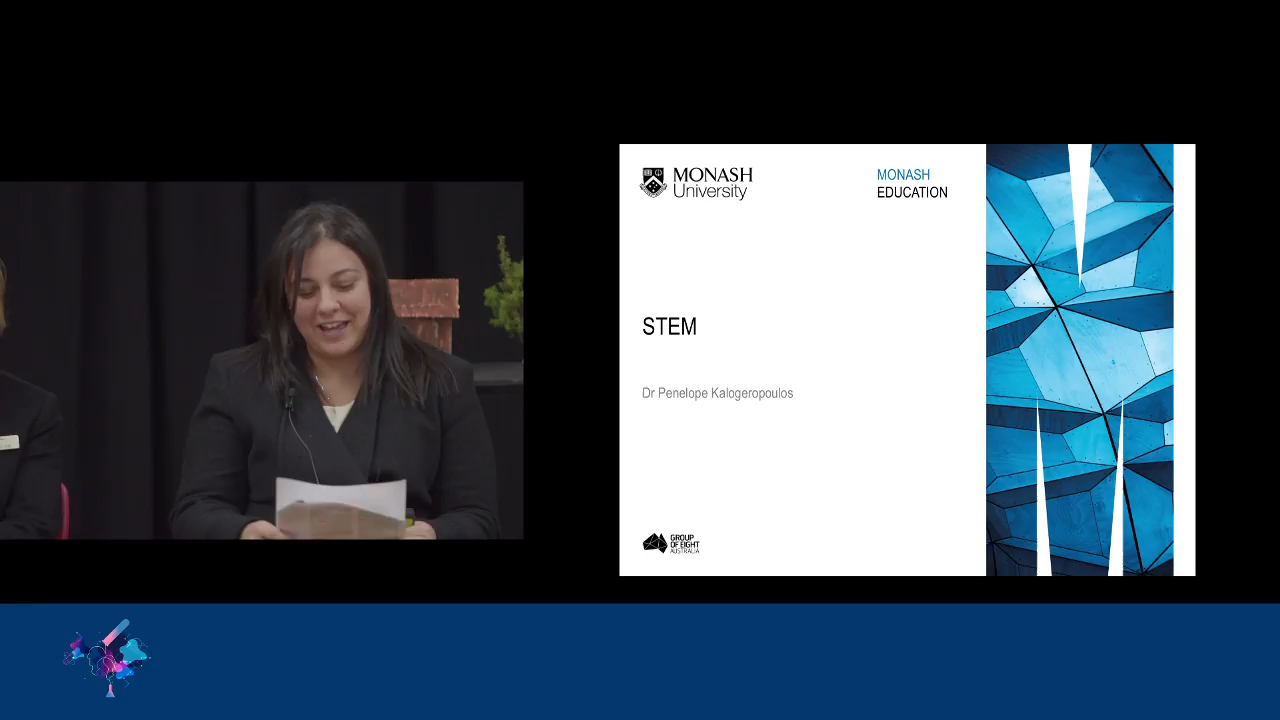 MONASH
University
MONASH
EDUCATION
STEM
Dr Penelope Kalogeropoulos
GROUP
OF EIGHT
AUSTRALIA